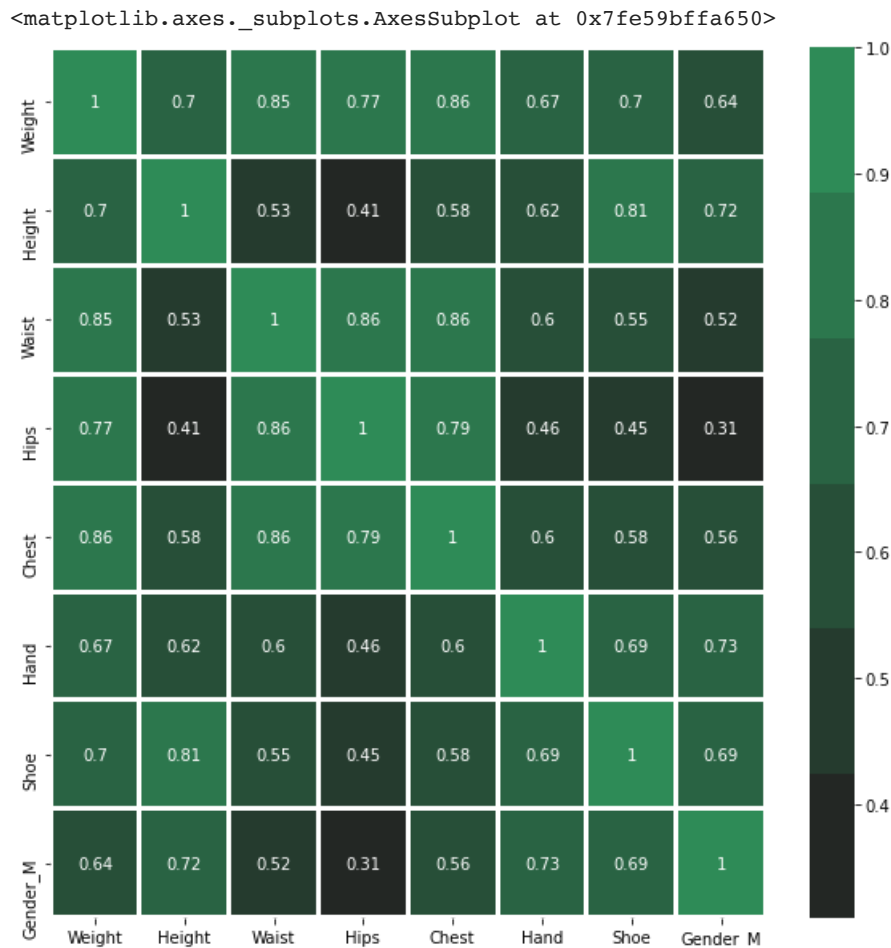 <matplotlib.axes._subplots.AxesSubplot at 0x7fe59bffa650>
Weight 1 0.7 0.85 0.77 0.86 0.67 0.7 0.64
Height 0.7 1 0.53 0.41 0.58 0.62 0.81 0.72
Waist 0.85 0.53 1 0.86 0.86 0.6 0.55 0.52
Hips 0.77 0.41 0.86 1 0.79 0.46 0.45 0.31
Chest 0.86 0.58 0.86 0.79 1 0.6 0.58 0.56
Hand 0.67 0.62 0.6 0.46 0.6 1 0.69 0.73
Shoe 0.7 0.81 0.55 0.45 0.58 0.69 1 0.69
Gender_M 0.64 0.72 0.52 0.31 0.56 0.73 0.69 1
Weight Height Waist Hips Chest Hand Shoe Gender_M
1.0
0.9
0.8
0.7
0.6
0.5
0.4